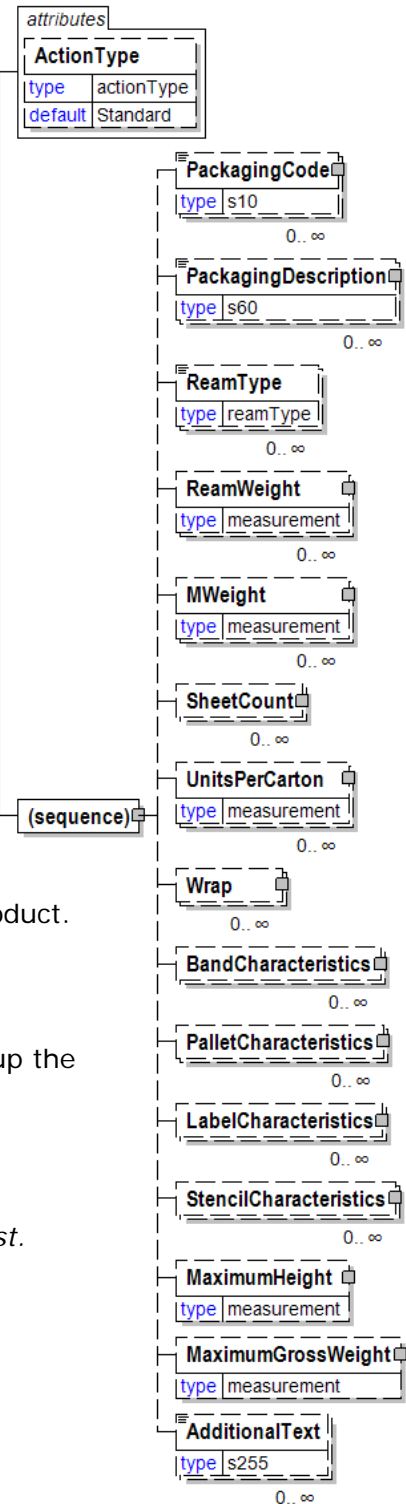 attributes
ActionType
type actionType
default Standard
PackagingCode
type s10
0.. ∞
PackagingDescription
type s60
0.. ∞
ReamType
type reamType
0.. ∞
ReamWeight
type measurement
0.. ∞
MWeight
type measurement
0.. ∞
SheetCount
0.. ∞
UnitsPerCarton
type measurement
0.. ∞
(sequence)
Wrap
0.. ∞
oduct.
BandCharacteristics
0.. ∞
PalletCharacteristics
up the
0.. ∞
LabelCharacteristics
0.. ∞
StencilCharacteristics
0.. ∞
st.
MaximumHeight
type measurement
MaximumGrossWeight
type measurement
AdditionalText
type s255
0.. ∞